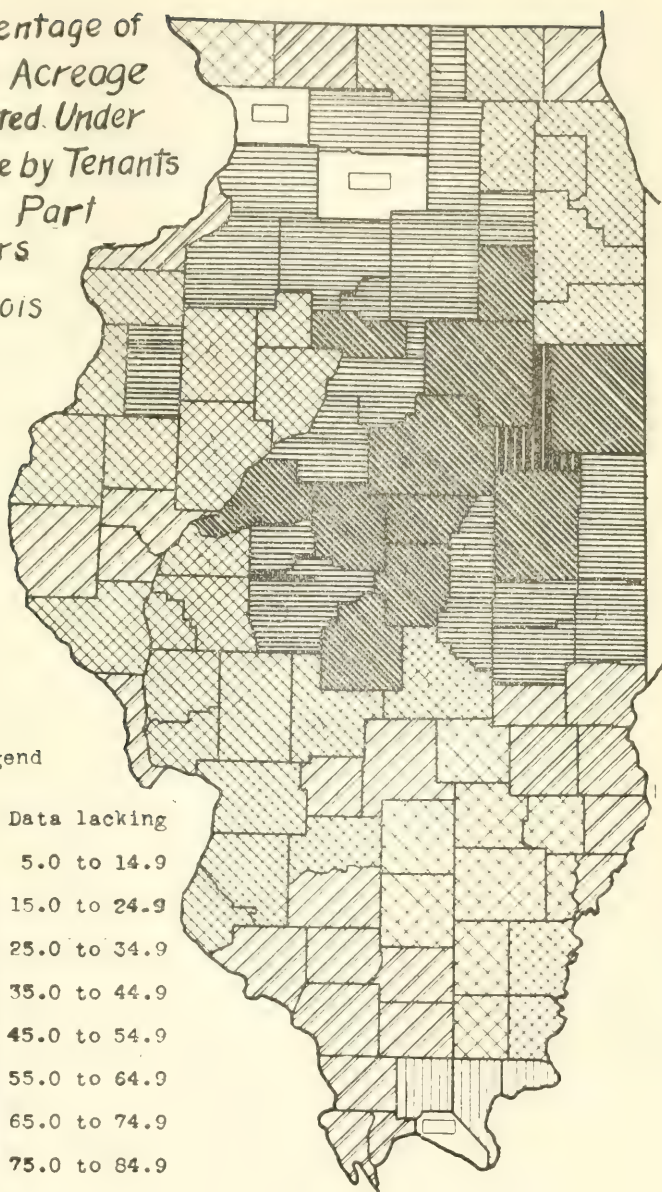 entage of
Acreage
ted. Under
e by Tenants
Part
rs
ois
gend
Data lacking
5.0 to 14.9
15.0 to 24.9
25.0 to 34.9
35.0 to 44.9
45.0 to 54.9
55.0 to 64.9
65.0 to 74.9
75.0 to 84.9